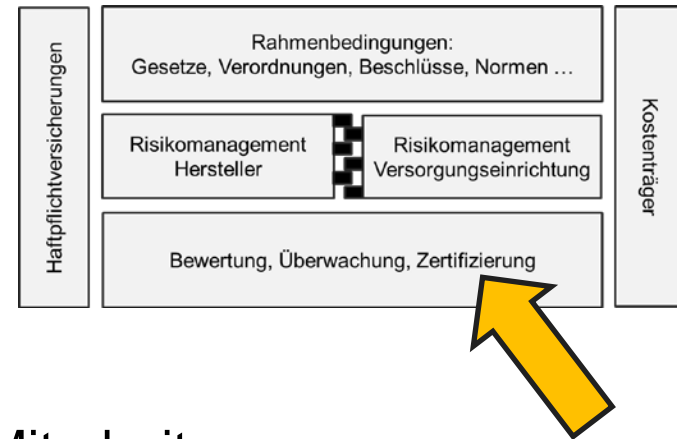 Haftpflichtversicherungen
Rahmenbedingungen:
Gesetze, Verordnungen, Beschlüsse, Normen ...
Risikomanagement
Hersteller
Risikomanagement
Versorgungseinrichtung
Bewertung, Überwachung, Zertifizierung
Kostenträger